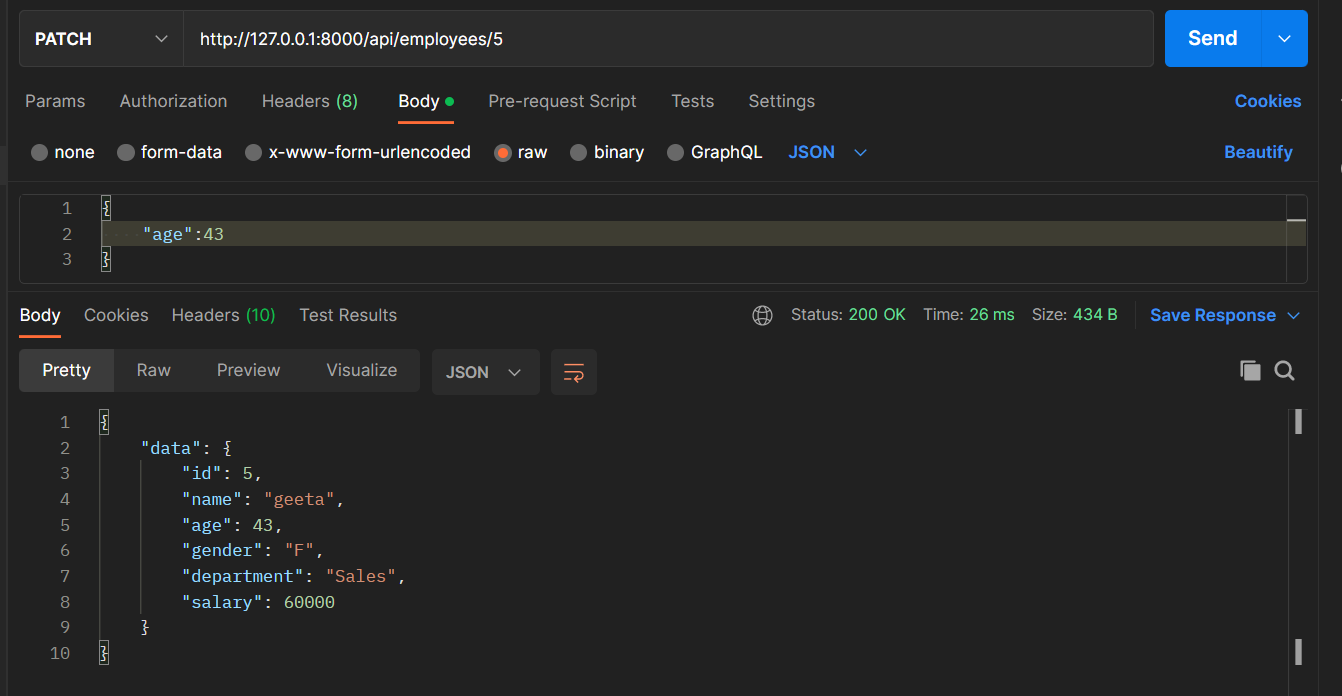 PATCH http://127.0.0.1:8000/api/employees/5 Send
Params Authorization Headers (8) Body Pre-request Script Tests Settings Cookies
none form-data x-www-form-urlencoded raw binary GraphQL JSON Beautify
1 {
2 "age":43
3 }
Body Cookies Headers (10) Test Results Status: 200 OK Time: 26 ms Size: 434 B Save Response
Pretty Raw Preview Visualize JSON
1 {
2 "data": {
3 "id": 5,
4 "name": "geeta",
5 "age": 43,
6 "gender": "F",
7 "department": "Sales",
8 "salary": 60000
9 }
10 }